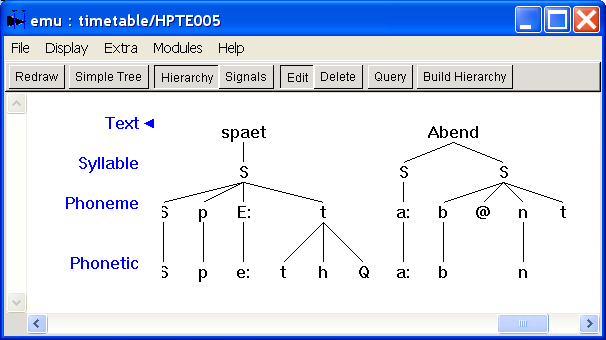 emu : timetable/HPTE005
File Display Extra Modules Help
Redraw Simple Tree Hierarchy Signals Edit Delete Query Build Hierarchy
Text spaet Abend
Syllable S S S
Phoneme S p E: t a: b @ n t
Phonetic S p e: t h Q a: b n